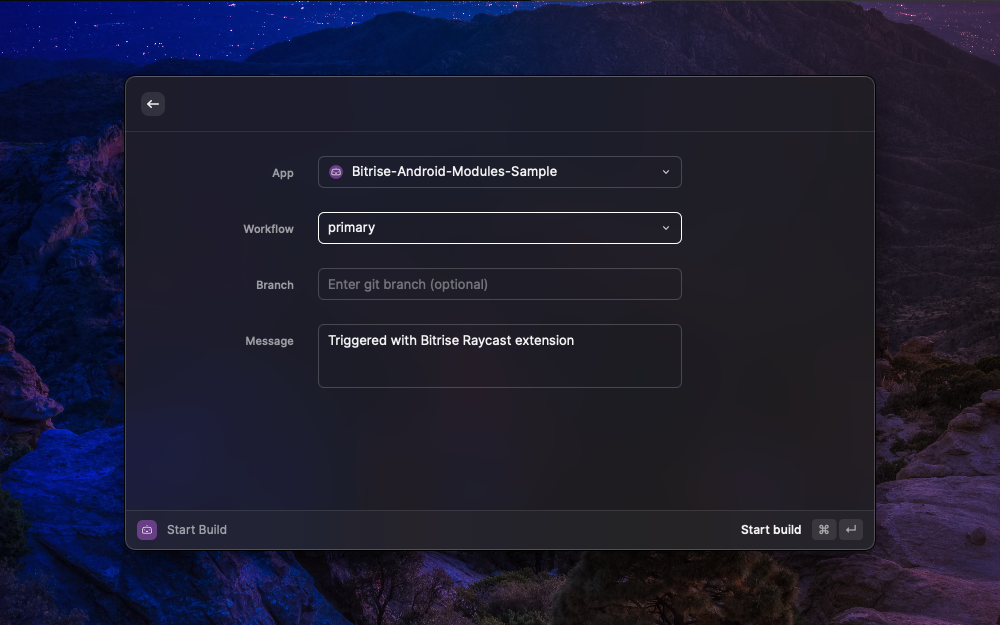 App
Bitrise-Android-Modules-Sample
Workflow
primary
Branch
Enter git branch (optional)
Message
Triggered with Bitrise Raycast extension
Start Build
Start build ⌘ ↵